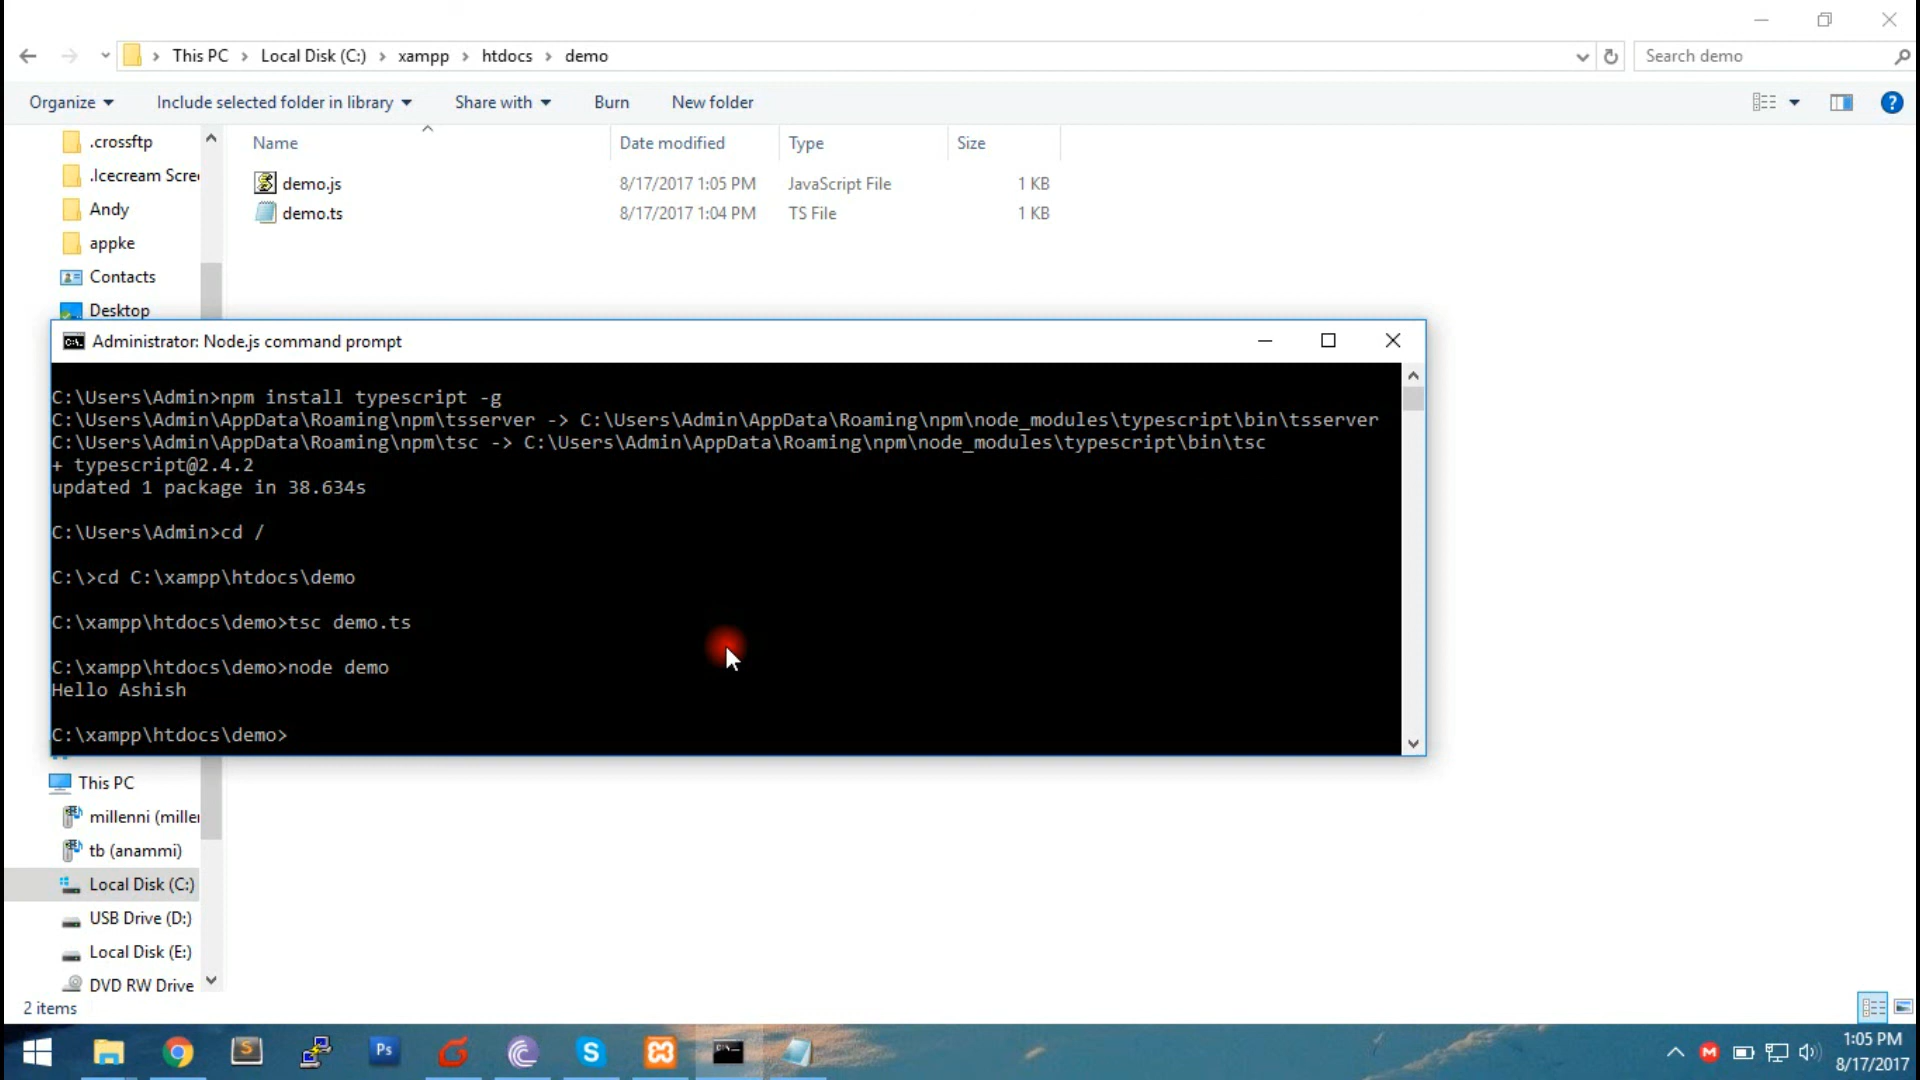 This PC > Local Disk (C:) > xampp > htdocs > demo
Search demo
Organize Include selected folder in library Share with Burn New folder
Name Date modified Type Size
.crossftp
.Icecream Scre
Andy
appke
Contacts
Desktop
demo.js 8/17/2017 1:05 PM JavaScript File 1 KB
demo.ts 8/17/2017 1:04 PM TS File 1 KB
Administrator: Node.js command prompt
C:\Users\Admin>npm install typescript -g
C:\Users\Admin\AppData\Roaming\npm\tsserver -> C:\Users\Admin\AppData\Roaming\npm\node_modules\typescript\bin\tsserver
C:\Users\Admin\AppData\Roaming\npm\tsc -> C:\Users\Admin\AppData\Roaming\npm\node_modules\typescript\bin\tsc
+ typescript@2.4.2
updated 1 package in 38.634s
C:\Users\Admin>cd /
C:\>cd C:\xampp\htdocs\demo
C:\xampp\htdocs\demo>tsc demo.ts
C:\xampp\htdocs\demo>node demo
Hello Ashish
C:\xampp\htdocs\demo>
This PC
millenni (miller
tb (anammi)
Local Disk (C:)
USB Drive (D:)
Local Disk (E:)
DVD RW Drive
2 items
Ps
1:05 PM
8/17/2017